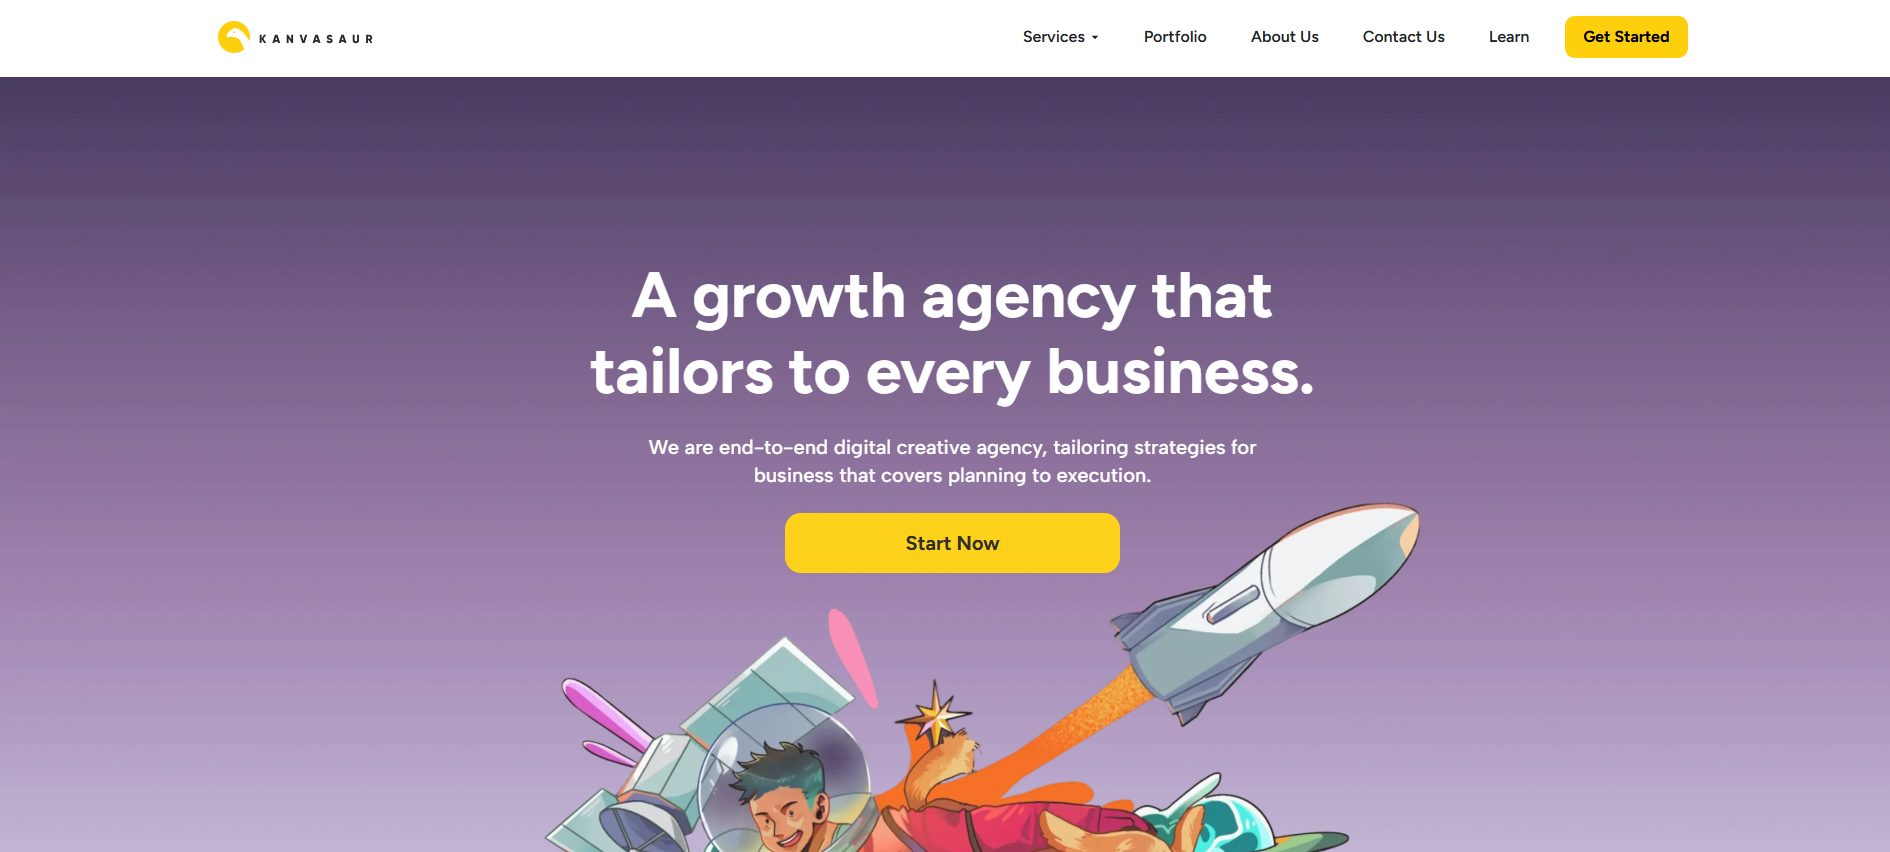 KANVASAUR
Services
Portfolio
About Us
Contact Us
Learn
Get Started
A growth agency that
tailors to every business.
We are end-to-end digital creative agency, tailoring strategies for
business that covers planning to execution.
Start Now